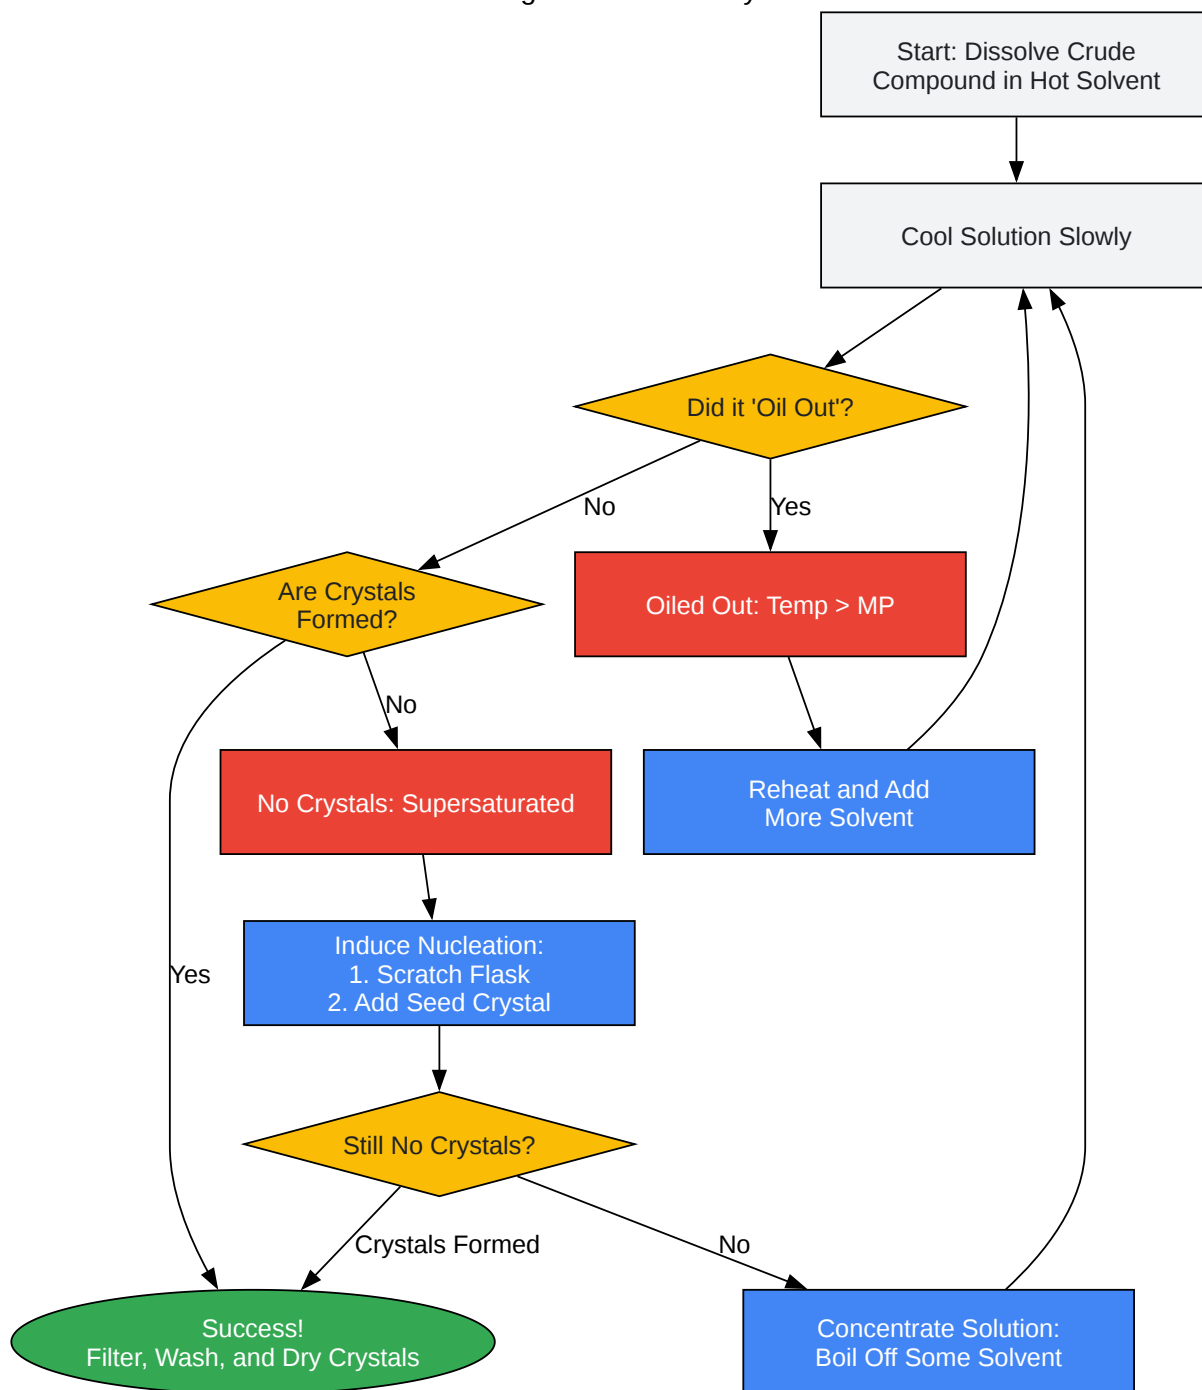 Start: Dissolve Crude
Compound in Hot Solvent
Cool Solution Slowly
Did it 'Oil Out'?
No
Yes
Are Crystals
Formed?
Oiled Out: Temp > MP
No
No Crystals: Supersaturated
Reheat and Add
More Solvent
Induce Nucleation:
1. Scratch Flask
2. Add Seed Crystal
Yes
Still No Crystals?
Crystals Formed
No
Success!
Filter, Wash, and Dry Crystals
Concentrate Solution:
Boil Off Some Solvent